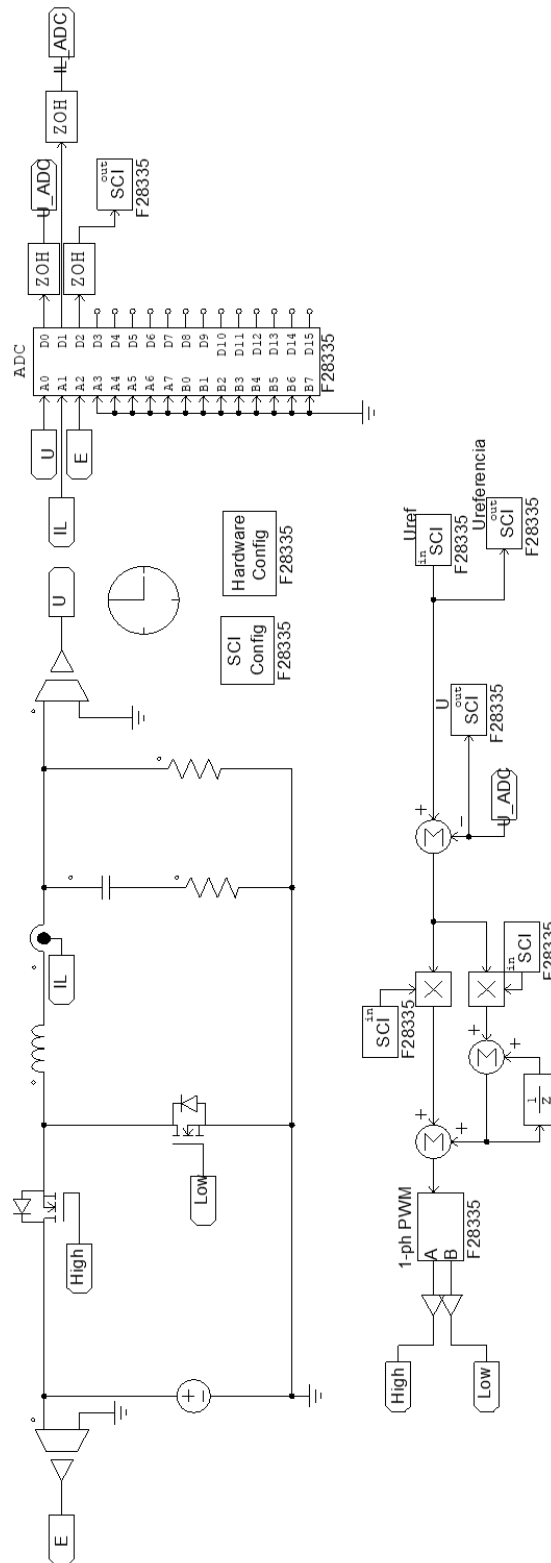 E
High
Low
IL
U
SCI
Config
F28335
Hardware
Config
F28335
U
IL
E
ADC
A0 D0
A1 D1
A2 D2
A3 D3
A4 D4
A5 D5
A6 D6
A7 D7
B0 D8
B1 D9
B2 D10
B3 D11
B4 D12
B5 D13
B6 D14
B7 D15
F28335
ZOH
U_ADC
ZOH
ZOH
IL_ADC
out
SCI
F28335
High
Low
1-ph PWM
A
B
F28335
Σ
+
+
in
SCI
F28335
X
X
in
SCI
F28335
Σ
+
+
1
z
Σ
+
-
U
out
SCI
F28335
U_ADC
Uref
in
SCI
F28335
Ureferencia
out
SCI
F28335